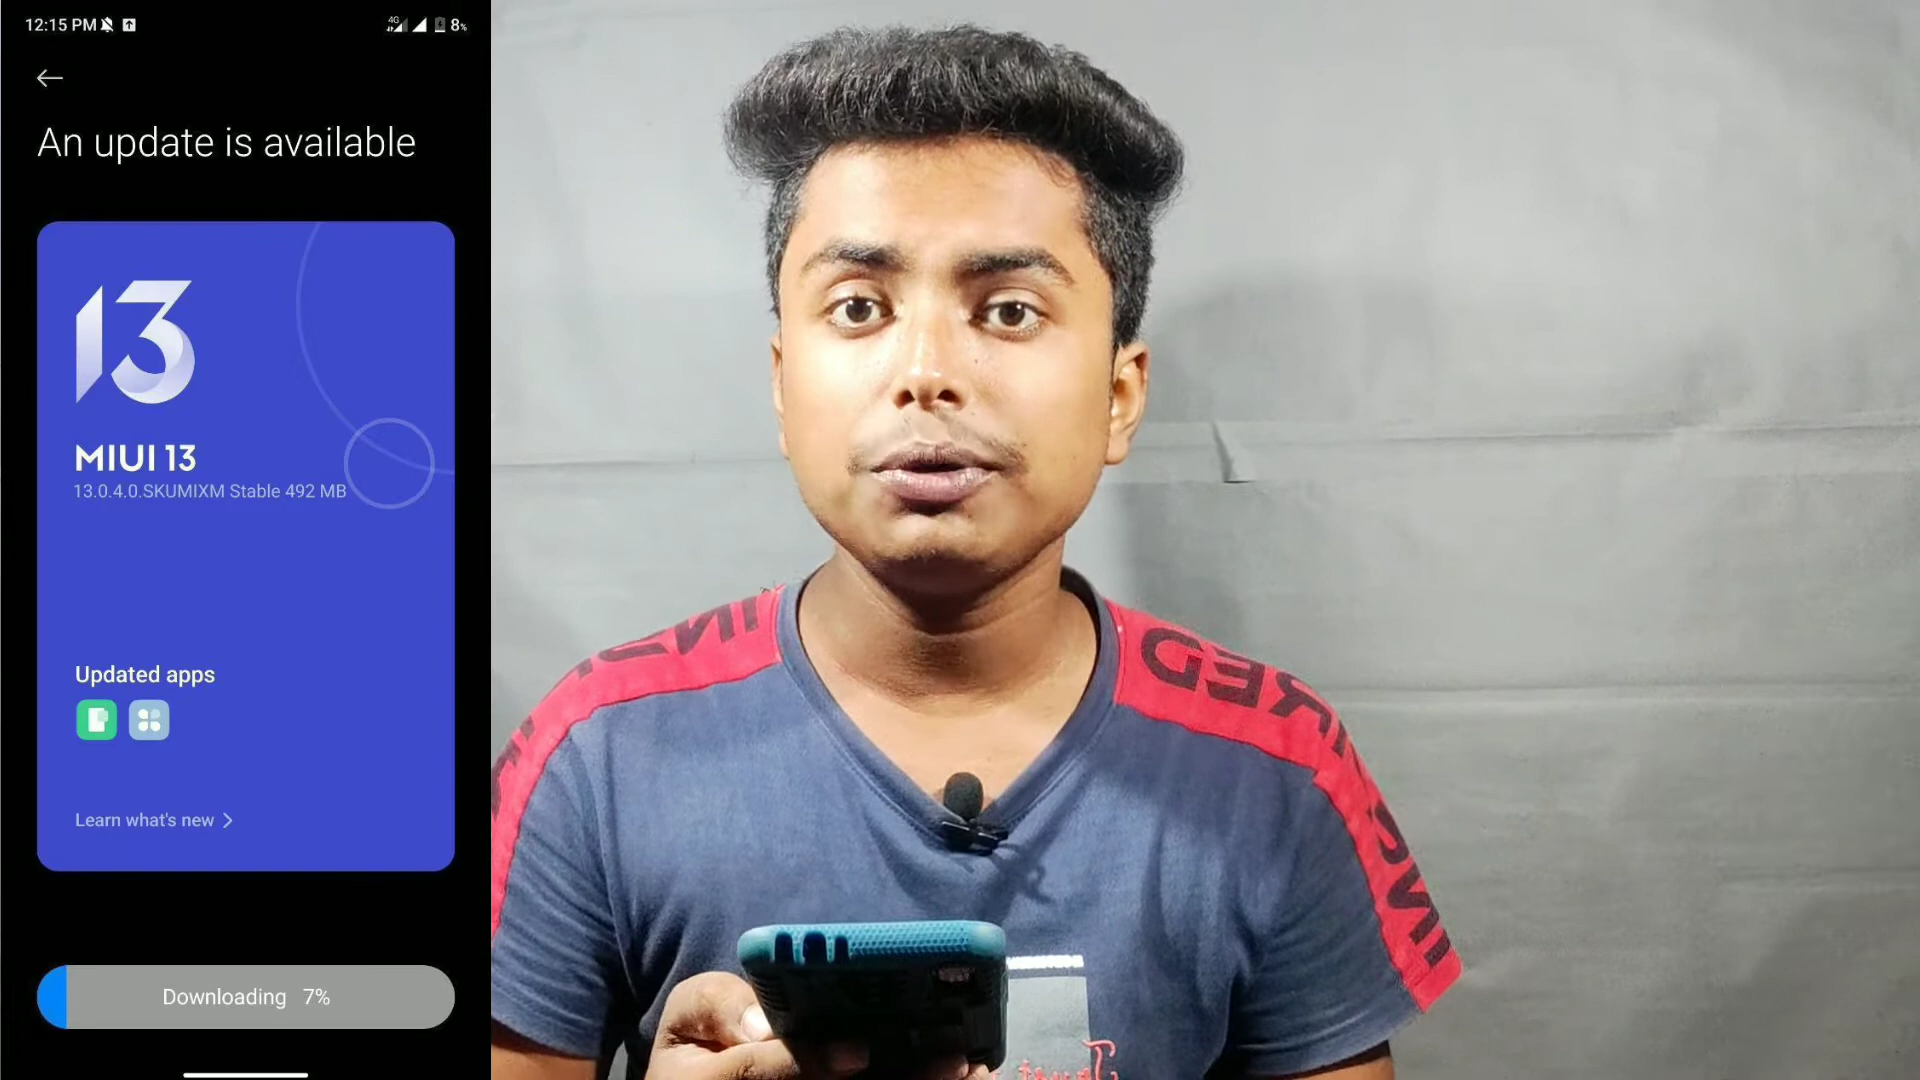 12:15 PM
4G
8%
An update is available
13
MIUI 13
13.0.4.0.SKUMIXM Stable 492 MB
Updated apps
Learn what's new
Downloading 7%